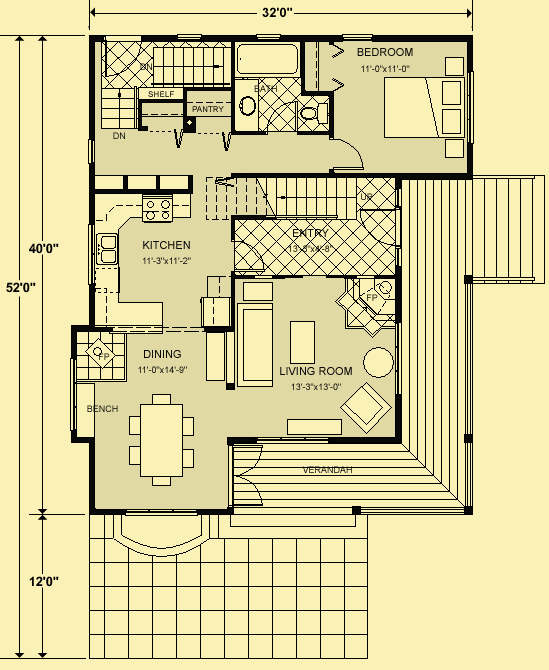 32'0"
BEDROOM
11'-0"x11'-0"
DN
BATH
SHELF
PANTRY
DN
UP
ENTRY
13'-3"x4'-8"
KITCHEN
11'-3"x11'-2"
40'0"
52'0"
FP
DINING
11'-0"x14'-9"
FP
LIVING ROOM
13'-3"x13'-0"
BENCH
VERANDAH
12'0"